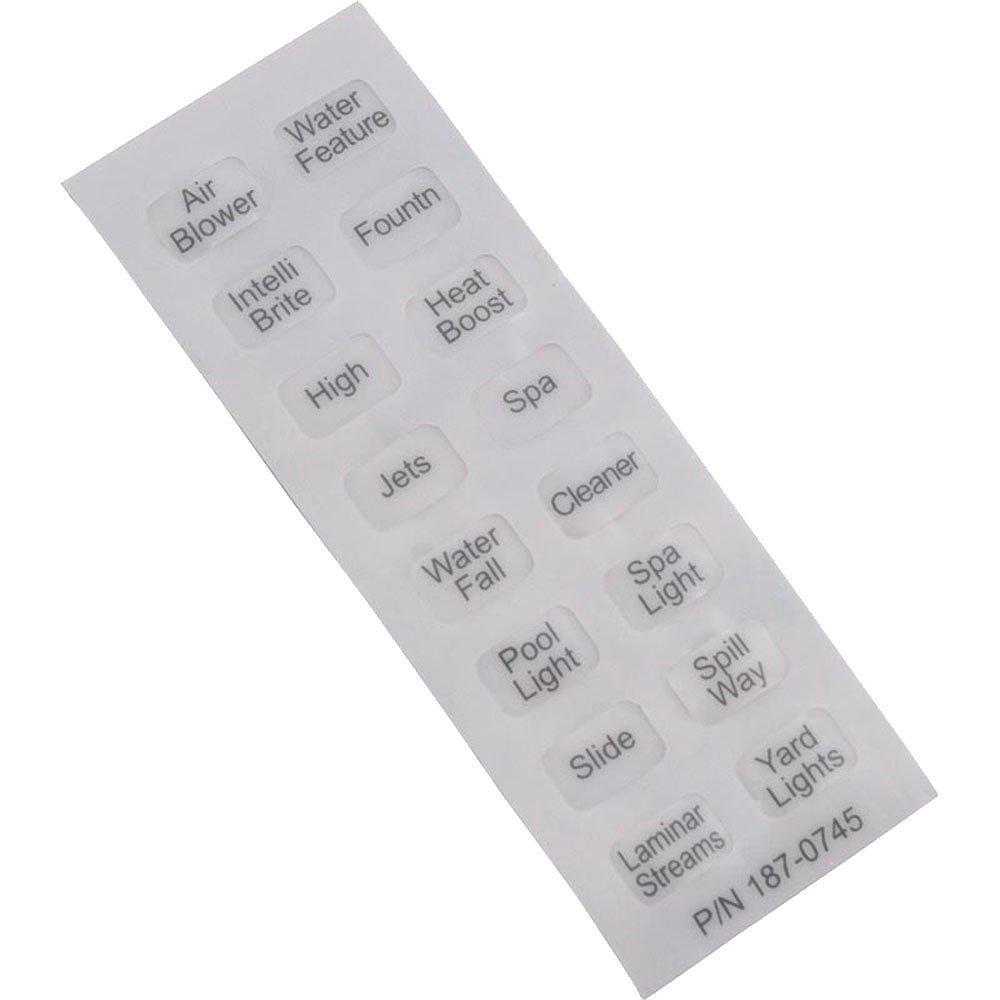 Air
Blower
Water
Feature
Intelli
Brite
Fountn
High
Heat
Boost
Jets
Spa
Water
Fall
Cleaner
Pool
Light
Spa
Light
Slide
Spill
Way
Laminar
Streams
Yard
Lights
P/N 187-0745